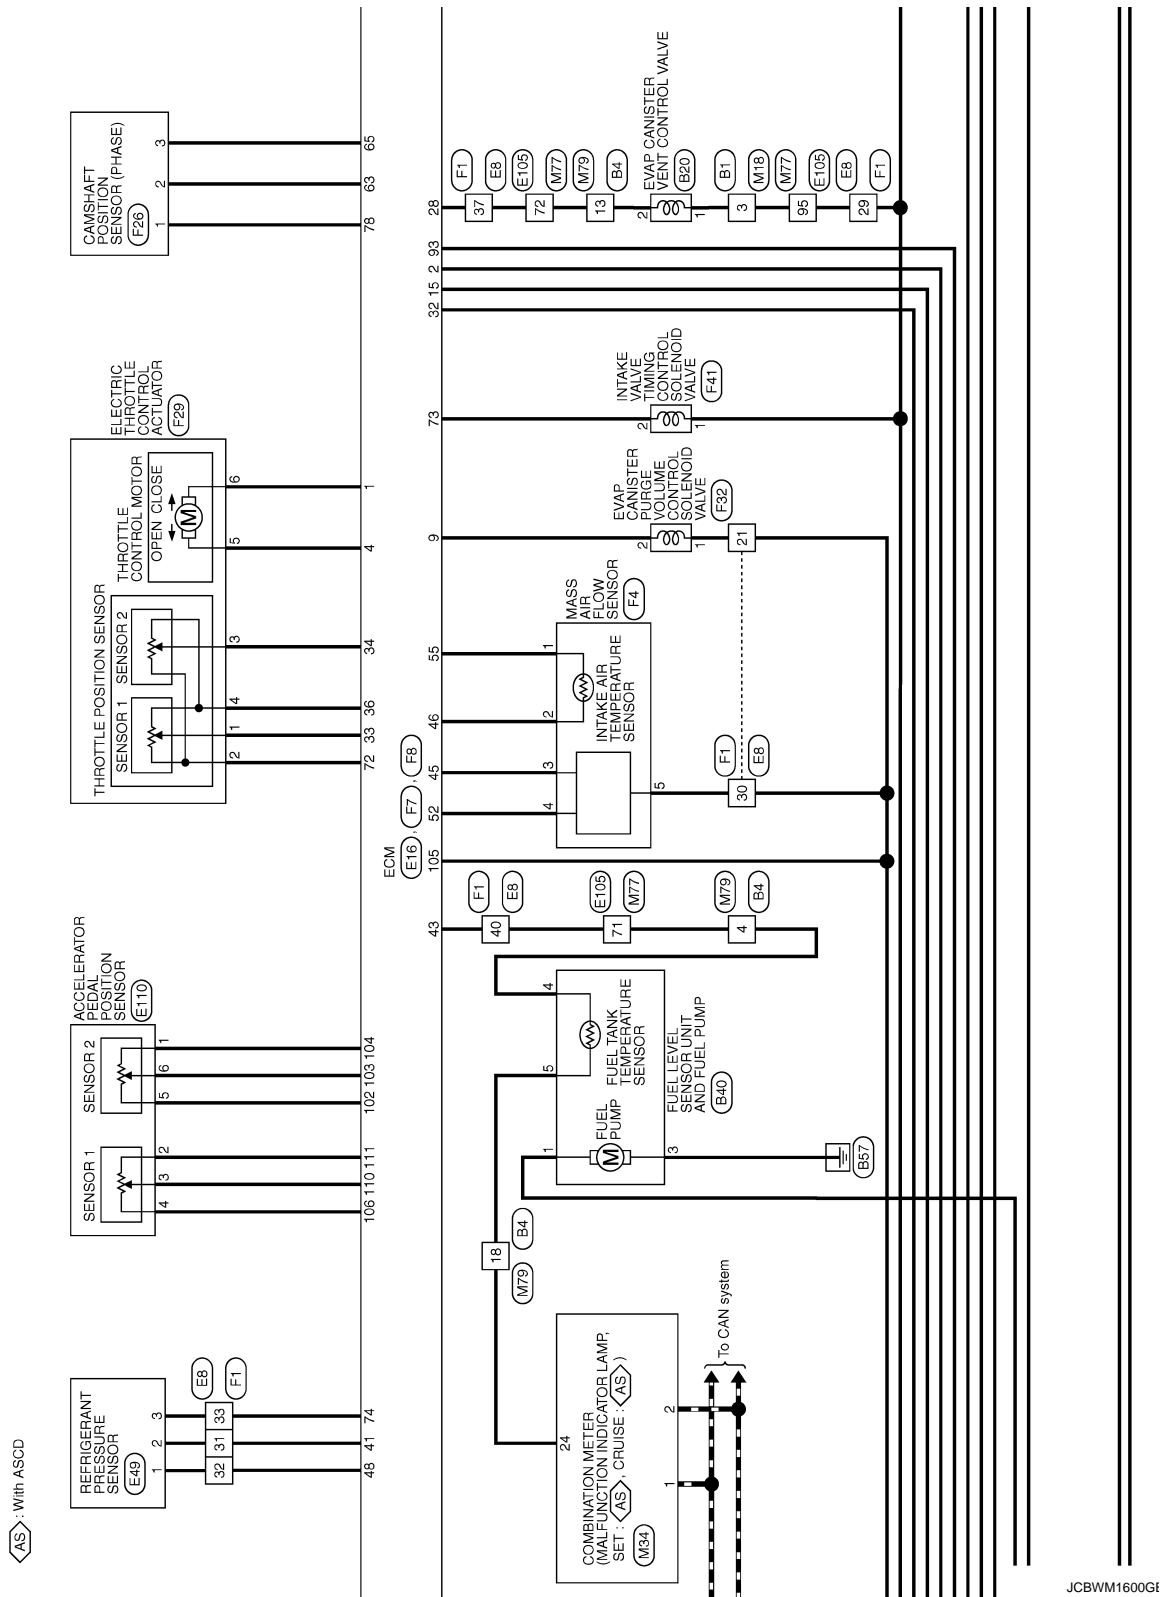 AS : With ASCD
REFRIGERANT
PRESSURE
SENSOR
E49
1 2 3
32 31 33
E8
F1
48 41 74
ACCELERATOR
PEDAL
POSITION
SENSOR
E110
SENSOR 1
SENSOR 2
4 3 2 5 6 1
106 110 111 102 103 104
THROTTLE POSITION SENSOR
SENSOR 1
SENSOR 2
THROTTLE
CONTROL MOTOR
OPEN CLOSE
M
ELECTRIC
THROTTLE
CONTROL
ACTUATOR
F29
2 1 4 3 5 6
72 33 36 34 4 1
CAMSHAFT
POSITION
SENSOR (PHASE)
F26
1 2 3
78 63 65
ECM
E16 , F7 , F8
43 105 52 45 46 55 9 73 32 15 2 93 28
COMBINATION METER
(MALFUNCTION INDICATOR LAMP,
SET : AS , CRUISE : AS )
M34
24
1 2
To CAN system
18
M79
B4
1 5 4
M
FUEL
PUMP
FUEL TANK
TEMPERATURE
SENSOR
3
FUEL LEVEL
SENSOR UNIT
AND FUEL PUMP
B40
B57
40
F1
E8
71
E105
M77
4
M79
B4
4 3 2 1
INTAKE AIR
TEMPERATURE
SENSOR
MASS
AIR
FLOW
SENSOR
F4
5
30
F1
E8
21
EVAP
CANISTER
PURGE
VOLUME
CONTROL
SOLENOID
VALVE
F32
2
1
INTAKE
VALVE
TIMING
CONTROL
SOLENOID
VALVE
F41
2
1
EVAP CANISTER
VENT CONTROL VALVE
B20
2
1
37
F1
E8
72
E105
M77
13
M79
B4
3
B1
M18
95
M77
E105
29
E8
F1